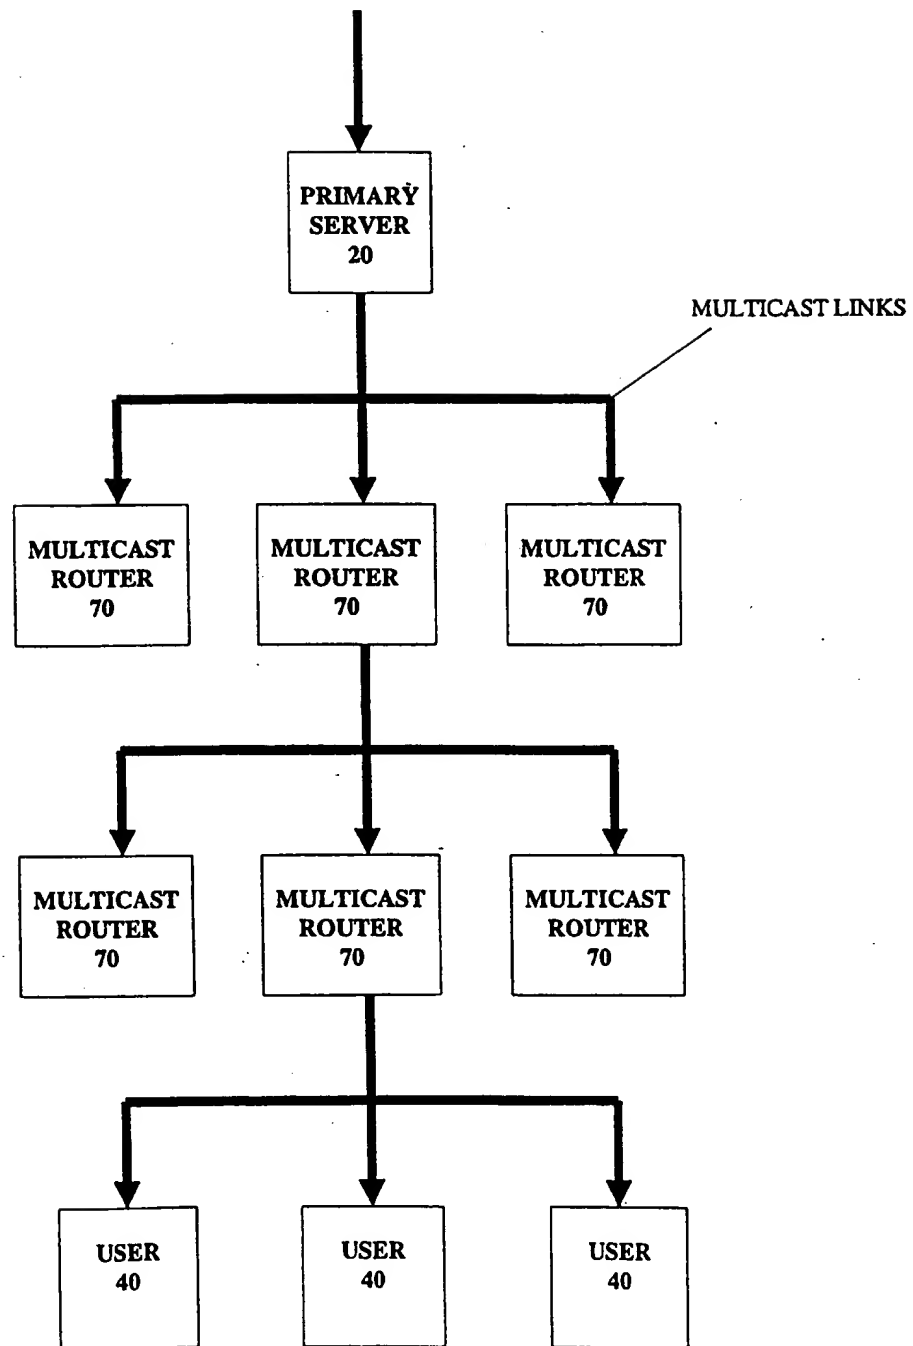 PRIMARY
SERVER
20
MULTICAST LINKS
MULTICAST
ROUTER
70
MULTICAST
ROUTER
70
MULTICAST
ROUTER
70
MULTICAST
ROUTER
70
MULTICAST
ROUTER
70
MULTICAST
ROUTER
70
USER
40
USER
40
USER
40